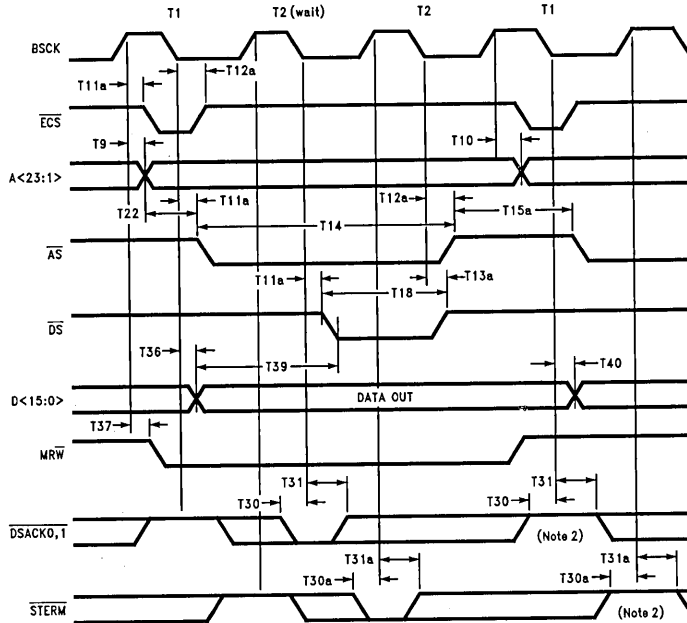 T1 T2 (wait) T2 T1
BSCK
T11a T12a
ECS
T9 T10
A<23:1>
T22 T11a T14 T12a T15a
AS
T11a T18 T13a
DS
T36 T39 T40
D<15:0> DATA OUT
T37
MRW
T30 T31 T30 T31
DSACK0,1 (Note 2)
T30a T31a T30a T31a
STERM (Note 2)